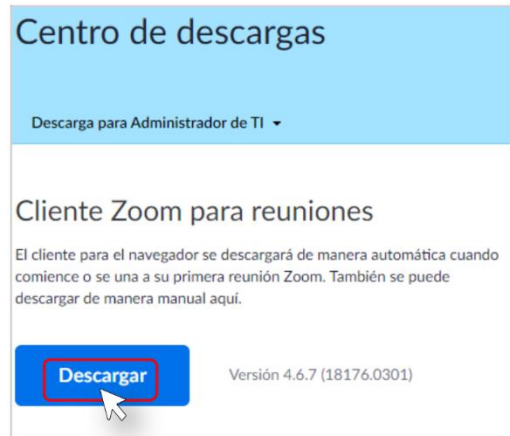 Centro de descargas
Descarga para Administrador de TI
Cliente Zoom para reuniones
El cliente para el navegador se descargará de manera automática cuando
comience o se una a su primera reunión Zoom. También se puede
descargar de manera manual aquí.
Descargar
Versión 4.6.7 (18176.0301)